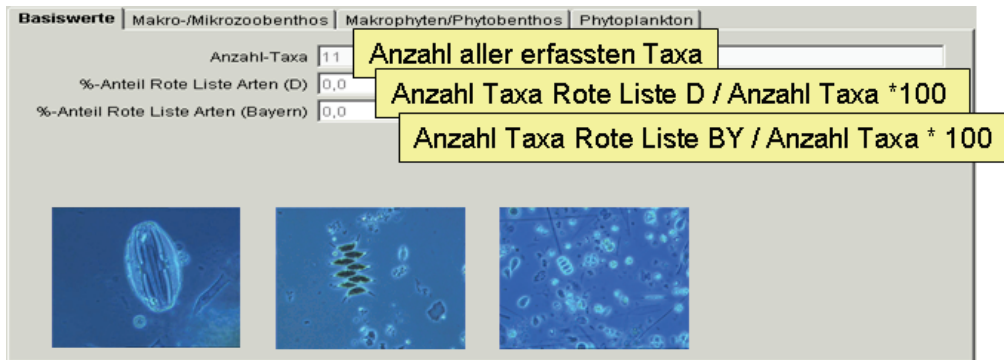 Basiswerte Makro-/Mikrozoobenthos Makrophyten/Phytobenthos Phytoplankton
Anzahl-Taxa 11 Anzahl aller erfassten Taxa
%-Anteil Rote Liste Arten (D) 0,0 Anzahl Taxa Rote Liste D / Anzahl Taxa *100
%-Anteil Rote Liste Arten (Bayern) 0,0 Anzahl Taxa Rote Liste BY / Anzahl Taxa * 100